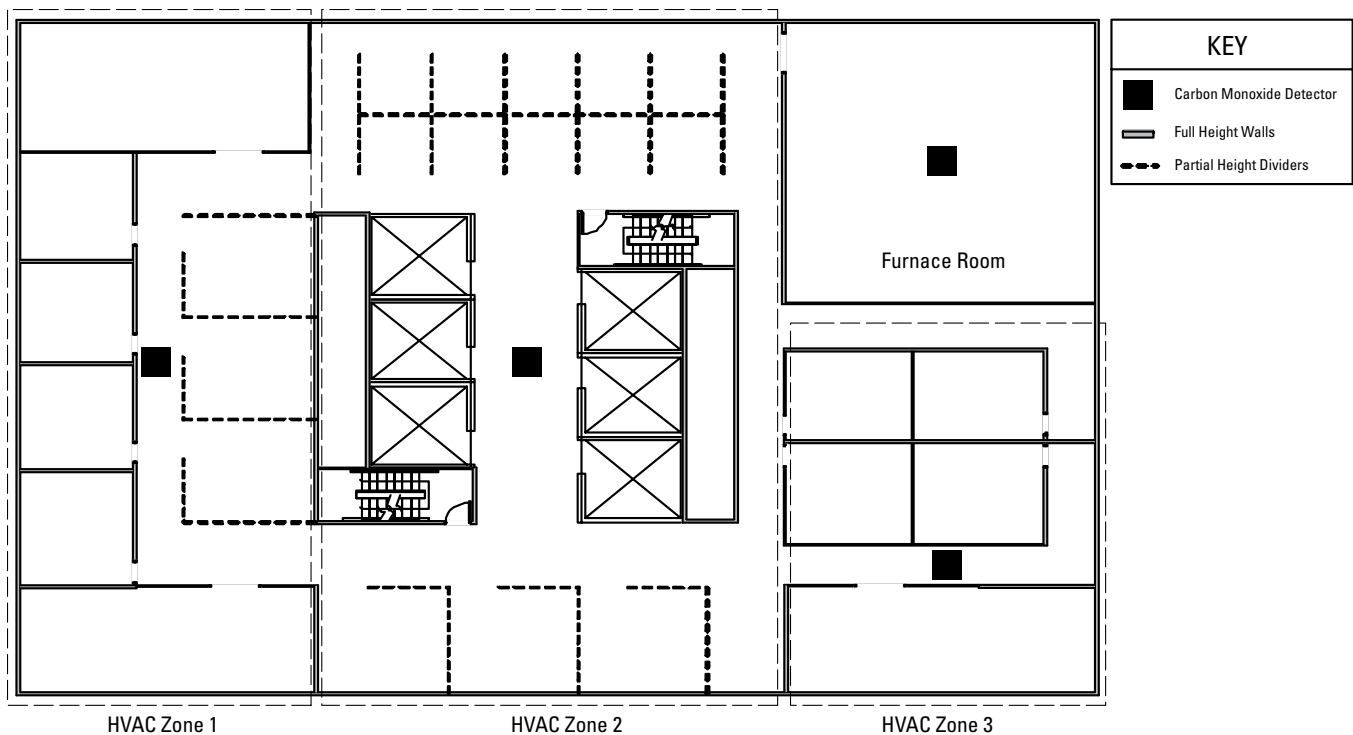 KEY
Carbon Monoxide Detector
Full Height Walls
Partial Height Dividers
Furnace Room
HVAC Zone 1
HVAC Zone 2
HVAC Zone 3